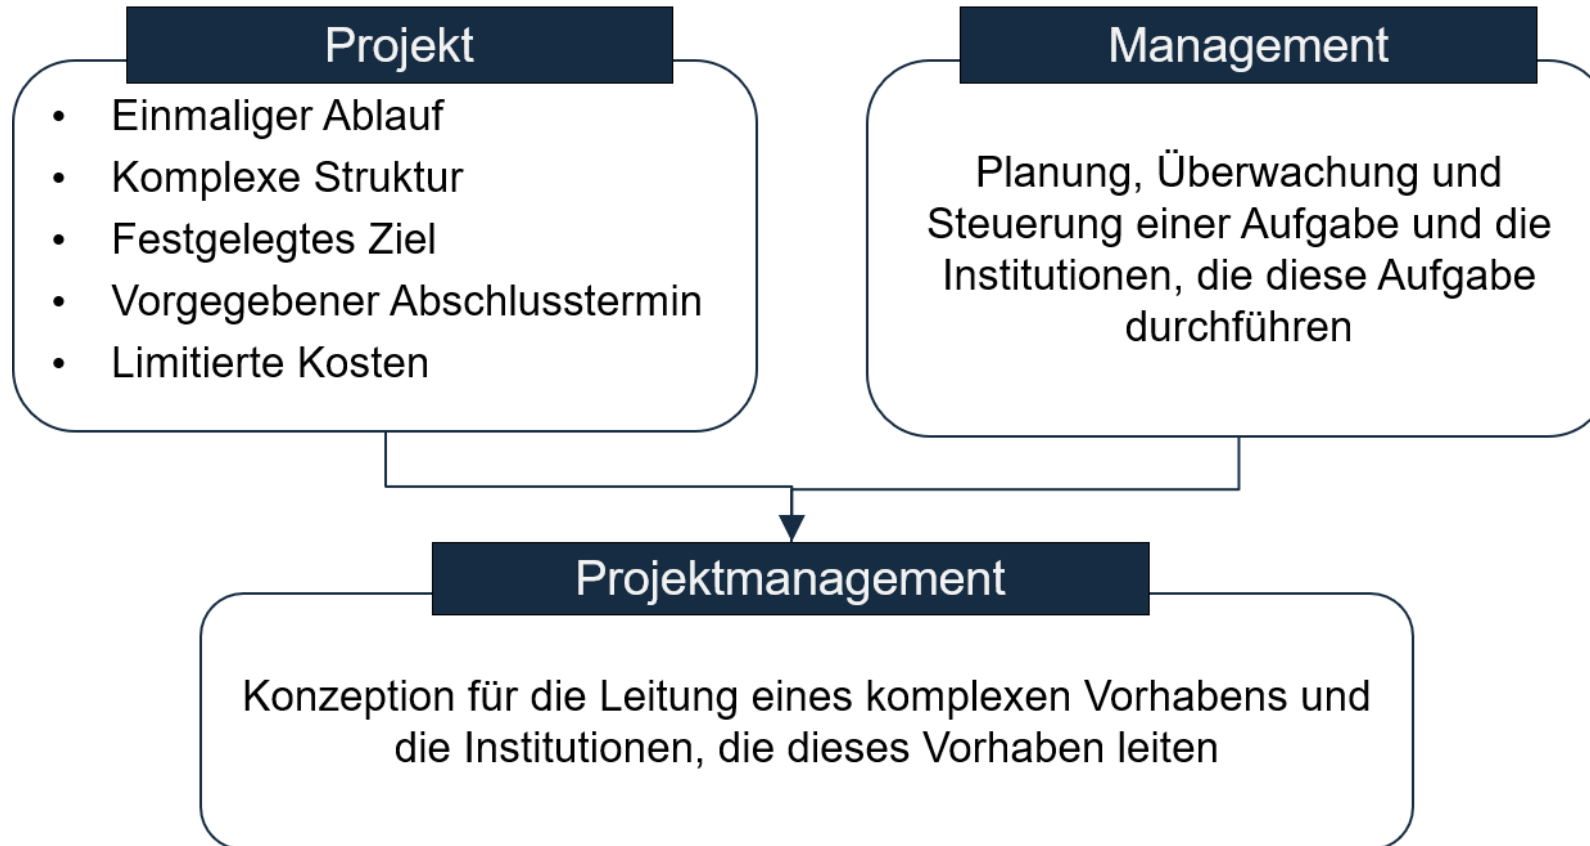 Projekt
• Einmaliger Ablauf
• Komplexe Struktur
• Festgelegtes Ziel
• Vorgegebener Abschlusstermin
• Limitierte Kosten
Management
Planung, Überwachung und
Steuerung einer Aufgabe und die
Institutionen, die diese Aufgabe
durchführen
Projektmanagement
Konzeption für die Leitung eines komplexen Vorhabens und
die Institutionen, die dieses Vorhaben leiten